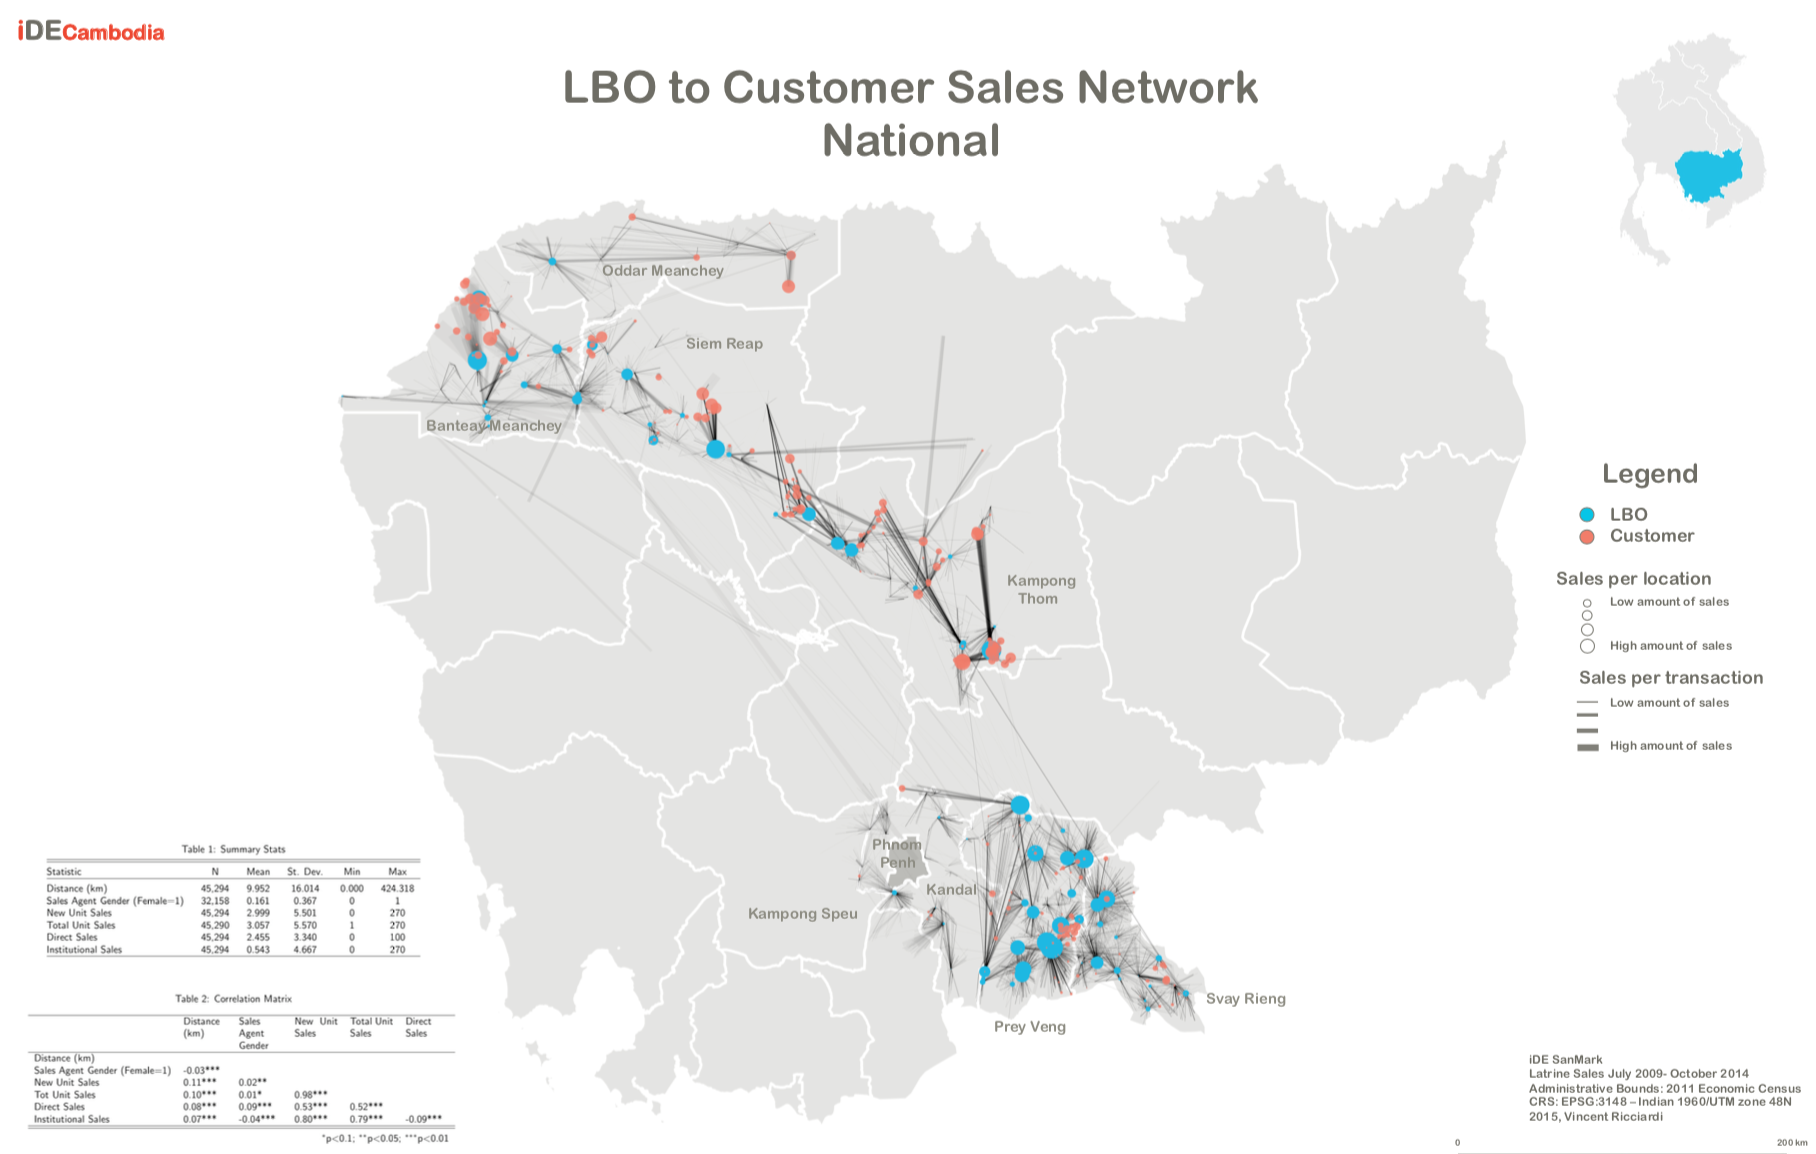 iDECambodia
LBO to Customer Sales Network
National
Oddar Meanchey
Siem Reap
Banteay Meanchey
Kampong
Thom
Phnom
Penh
Kandal
Kampong Speu
Svay Rieng
Prey Veng
Legend
LBO
Customer
Sales per location
Low amount of sales
High amount of sales
Sales per transaction
Low amount of sales
High amount of sales
Table 1: Summary Stats
Statistic N Mean St. Dev. Min Max
Distance (km) 45,294 9.952 16.014 0.000 424.318
Sales Agent Gender (Female=1) 32,158 0.161 0.367 0 1
New Unit Sales 45,294 2.999 5.501 0 270
Total Unit Sales 45,290 3.057 5.570 1 270
Direct Sales 45,294 2.455 3.340 0 100
Institutional Sales 45,294 0.543 4.667 0 270
Table 2: Correlation Matrix
Distance Sales New Unit Total Unit Direct
(km) Agent Sales Sales Sales
Gender
Distance (km)
Sales Agent Gender (Female=1) -0.03***
New Unit Sales 0.11*** 0.02**
Tot Unit Sales 0.10*** 0.01* 0.98***
Direct Sales 0.08*** 0.09*** 0.53*** 0.52***
Institutional Sales 0.07*** -0.04*** 0.80*** 0.79*** -0.09***
*p<0.1; **p<0.05; ***p<0.01
iDE SanMark
Latrine Sales July 2009- October 2014
Administrative Bounds: 2011 Economic Census
CRS: EPSG:3148 – Indian 1960/UTM zone 48N
2015, Vincent Ricciardi
0 200 km